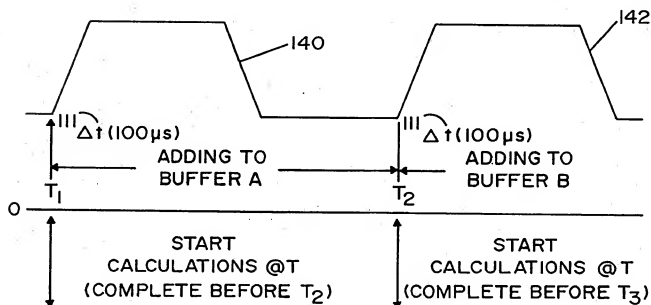 140
142
Δt (100µs)
Δt (100µs)
ADDING TO
BUFFER A
ADDING TO
BUFFER B
T1
T2
0
START
CALCULATIONS @T
(COMPLETE BEFORE T2)
START
CALCULATIONS @T
(COMPLETE BEFORE T3)